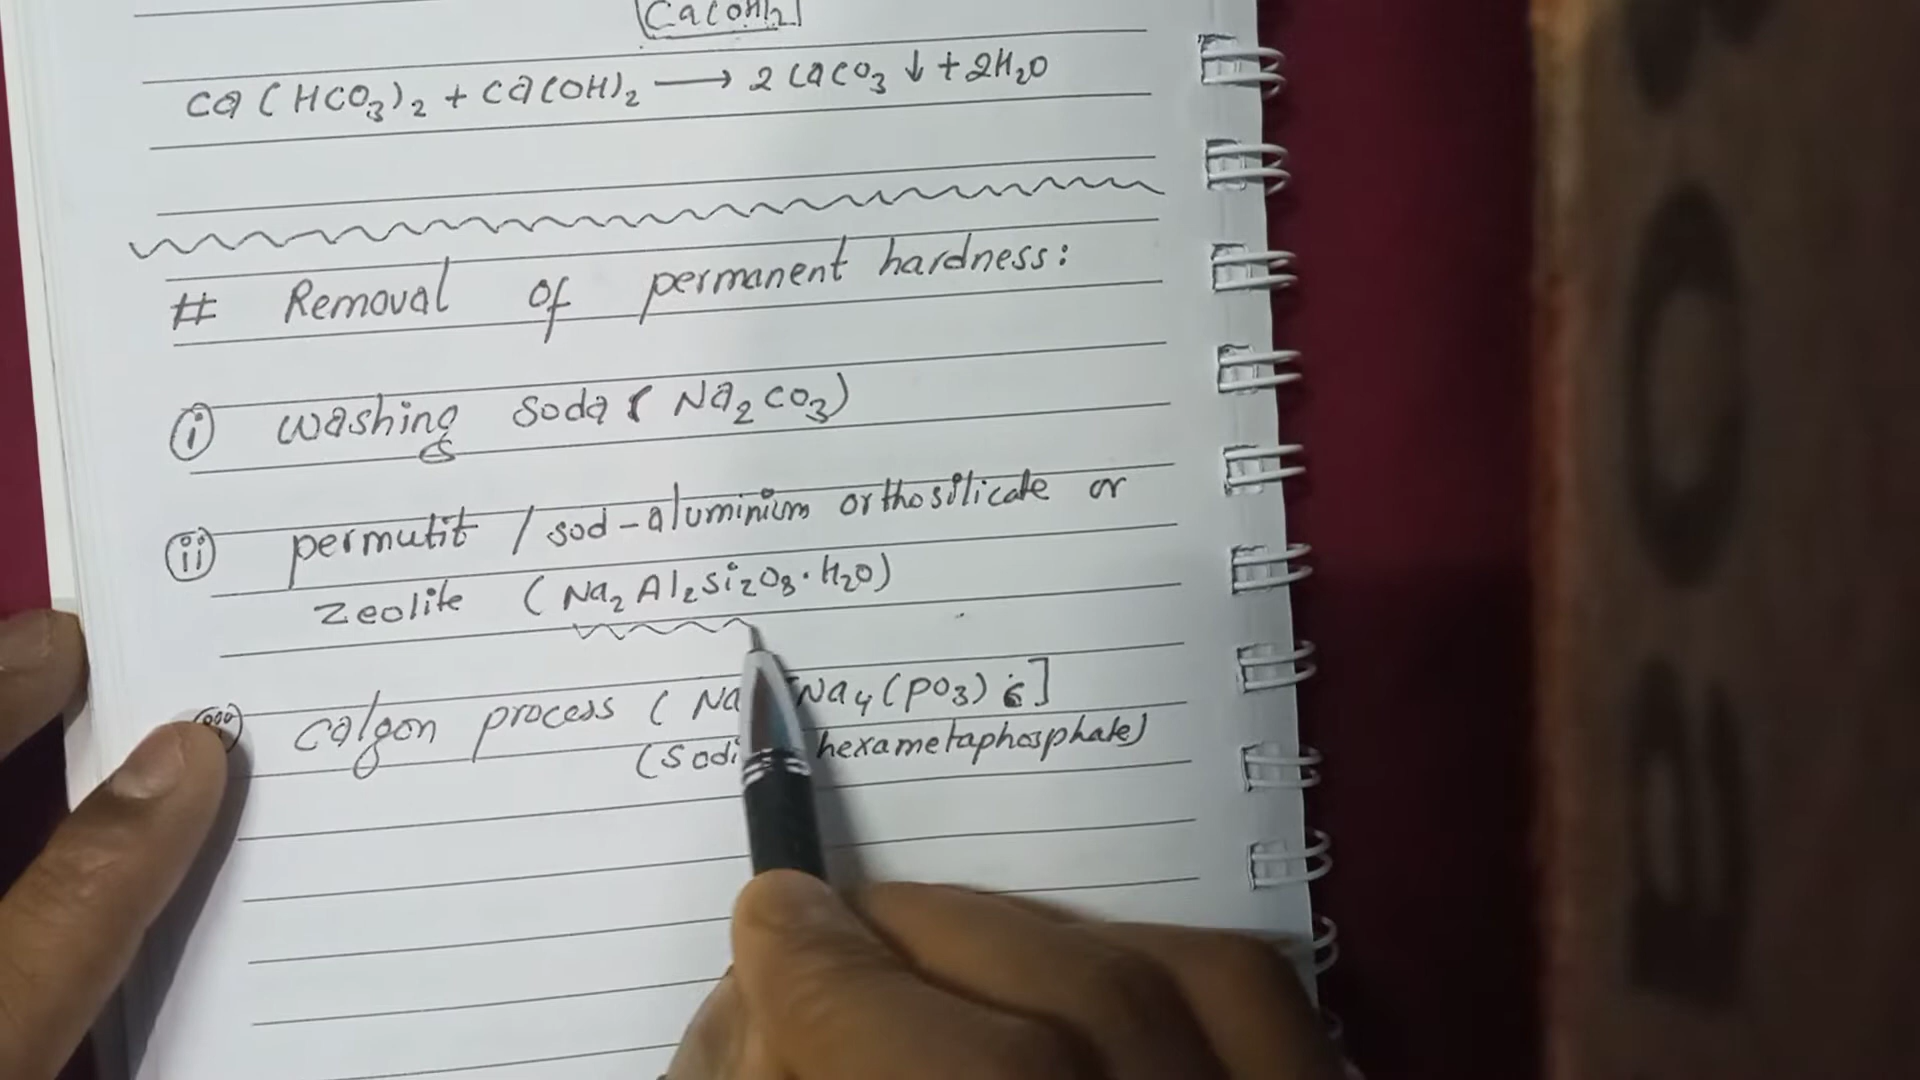 Ca(OH)2
Ca(HCO3)2 + Ca(OH)2 → 2CaCO3 ↓ + 2H2O
# Removal of permanent hardness:
(i) washing soda (Na2CO3)
(ii) permutit / sod-aluminium orthosilicate or
zeolite (Na2Al2Si2O8·H2O)
(iii) calgon process (Na Na4(PO3)6]
(Sodi hexametaphosphate)